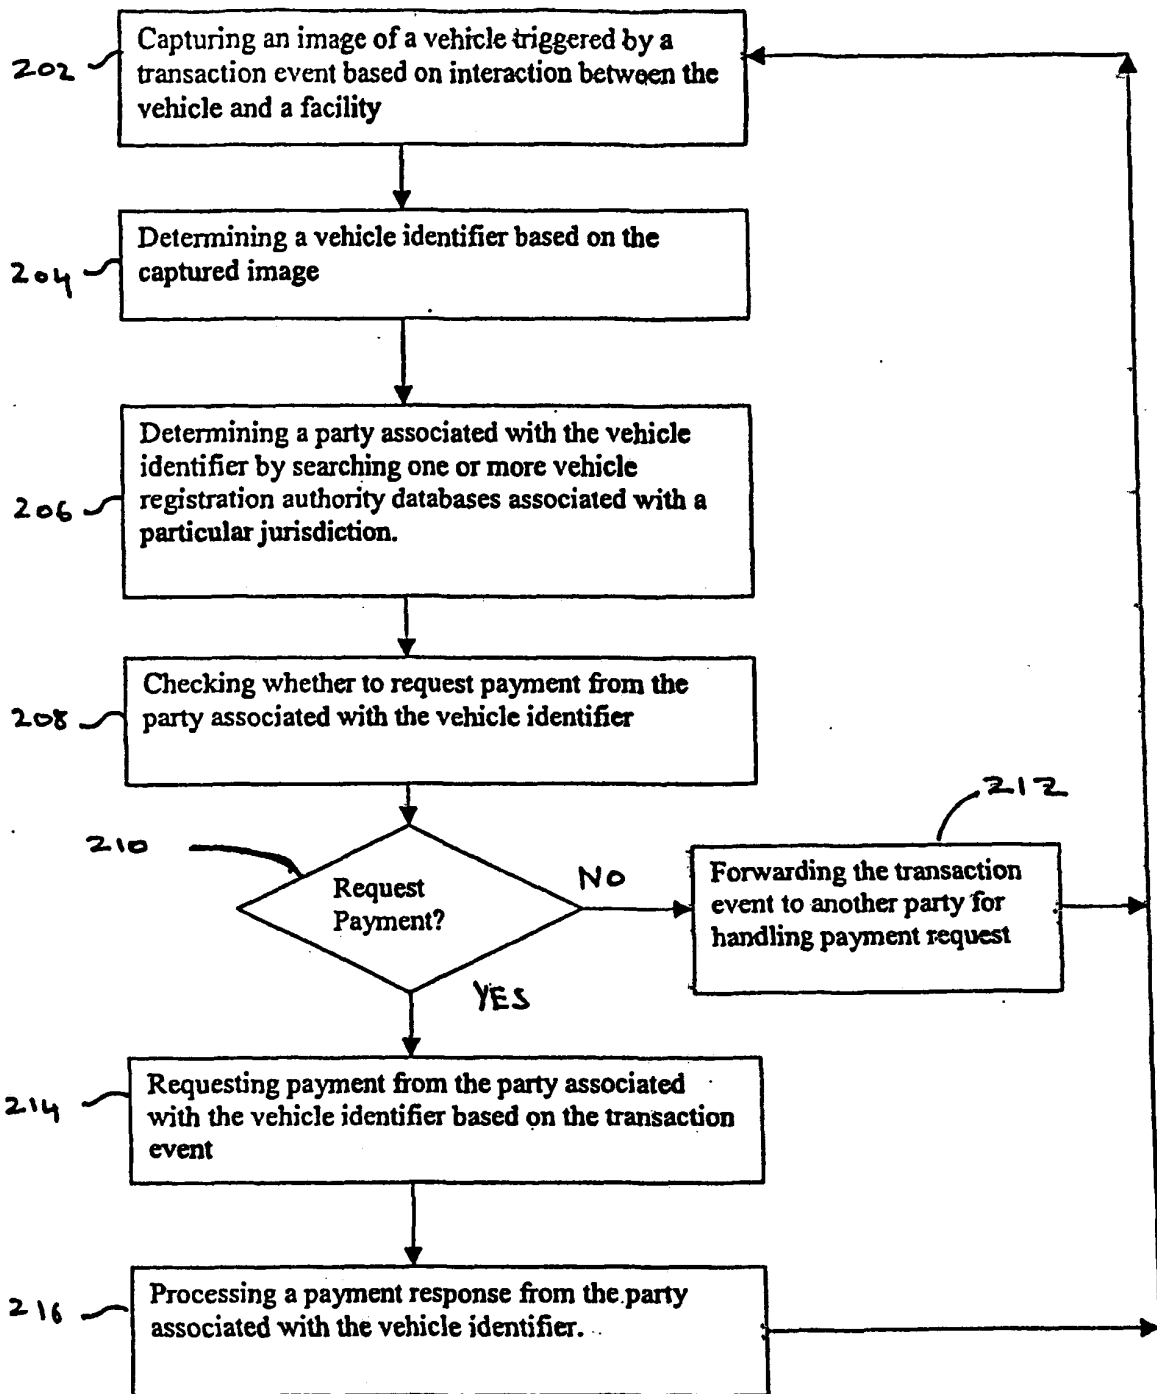 202
Capturing an image of a vehicle triggered by a
transaction event based on interaction between the
vehicle and a facility
204
Determining a vehicle identifier based on the
captured image
206
Determining a party associated with the vehicle
identifier by searching one or more vehicle
registration authority databases associated with a
particular jurisdiction.
208
Checking whether to request payment from the
party associated with the vehicle identifier
210
Request
Payment?
NO
YES
212
Forwarding the transaction
event to another party for
handling payment request
214
Requesting payment from the party associated
with the vehicle identifier based on the transaction
event
216
Processing a payment response from the party
associated with the vehicle identifier.